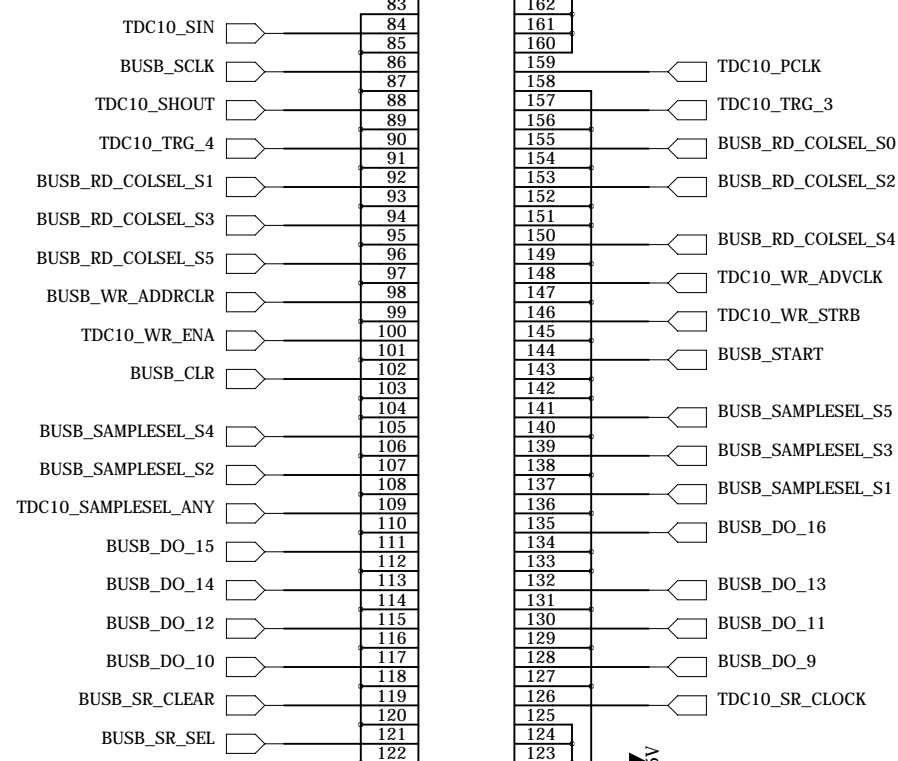 83 162
TDC10_SIN 84 161
85 160
BUSB_SCLK 86 159 TDC10_PCLK
87 158
TDC10_SHOUT 88 157 TDC10_TRG_3
89 156
TDC10_TRG_4 90 155 BUSB_RD_COLSEL_S0
91 154
BUSB_RD_COLSEL_S1 92 153 BUSB_RD_COLSEL_S2
93 152
BUSB_RD_COLSEL_S3 94 151
95 150 BUSB_RD_COLSEL_S4
BUSB_RD_COLSEL_S5 96 149
97 148 TDC10_WR_ADVCLK
BUSB_WR_ADDRCLR 98 147
99 146 TDC10_WR_STRB
TDC10_WR_ENA 100 145
101 144 BUSB_START
BUSB_CLR 102 143
103 142
104 141 BUSB_SAMPLESEL_S5
BUSB_SAMPLESEL_S4 105 140
106 139 BUSB_SAMPLESEL_S3
BUSB_SAMPLESEL_S2 107 138
108 137 BUSB_SAMPLESEL_S1
TDC10_SAMPLESEL_ANY 109 136
110 135 BUSB_DO_16
BUSB_DO_15 111 134
112 133
BUSB_DO_14 113 132 BUSB_DO_13
114 131
BUSB_DO_12 115 130 BUSB_DO_11
116 129
BUSB_DO_10 117 128 BUSB_DO_9
118 127
BUSB_SR_CLEAR 119 126 TDC10_SR_CLOCK
120 125
BUSB_SR_SEL 121 124
122 123